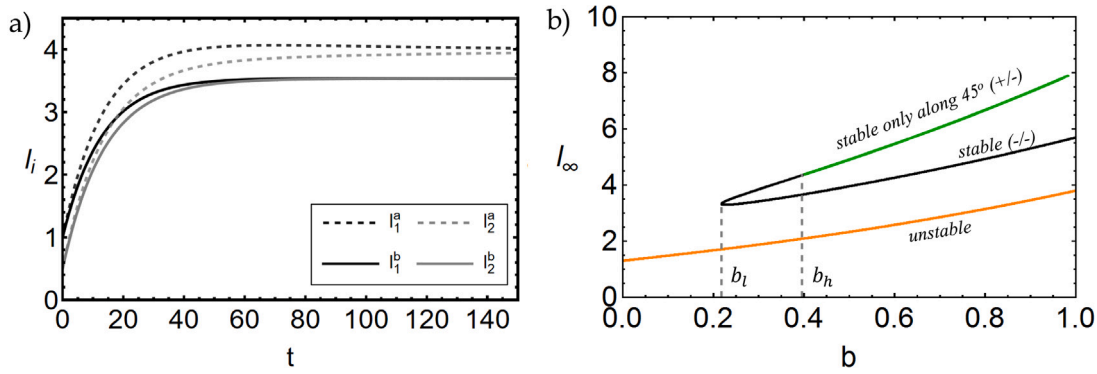 a)
4
3
2
1
0
l_i
0 20 40 60 80 100 120 140
t
l_1^a l_2^a
l_1^b l_2^b
b)
10
8
6
4
2
0
I_∞
stable only along 45° (+/-)
stable (-/-)
unstable
b_l b_h
0.0 0.2 0.4 0.6 0.8 1.0
b